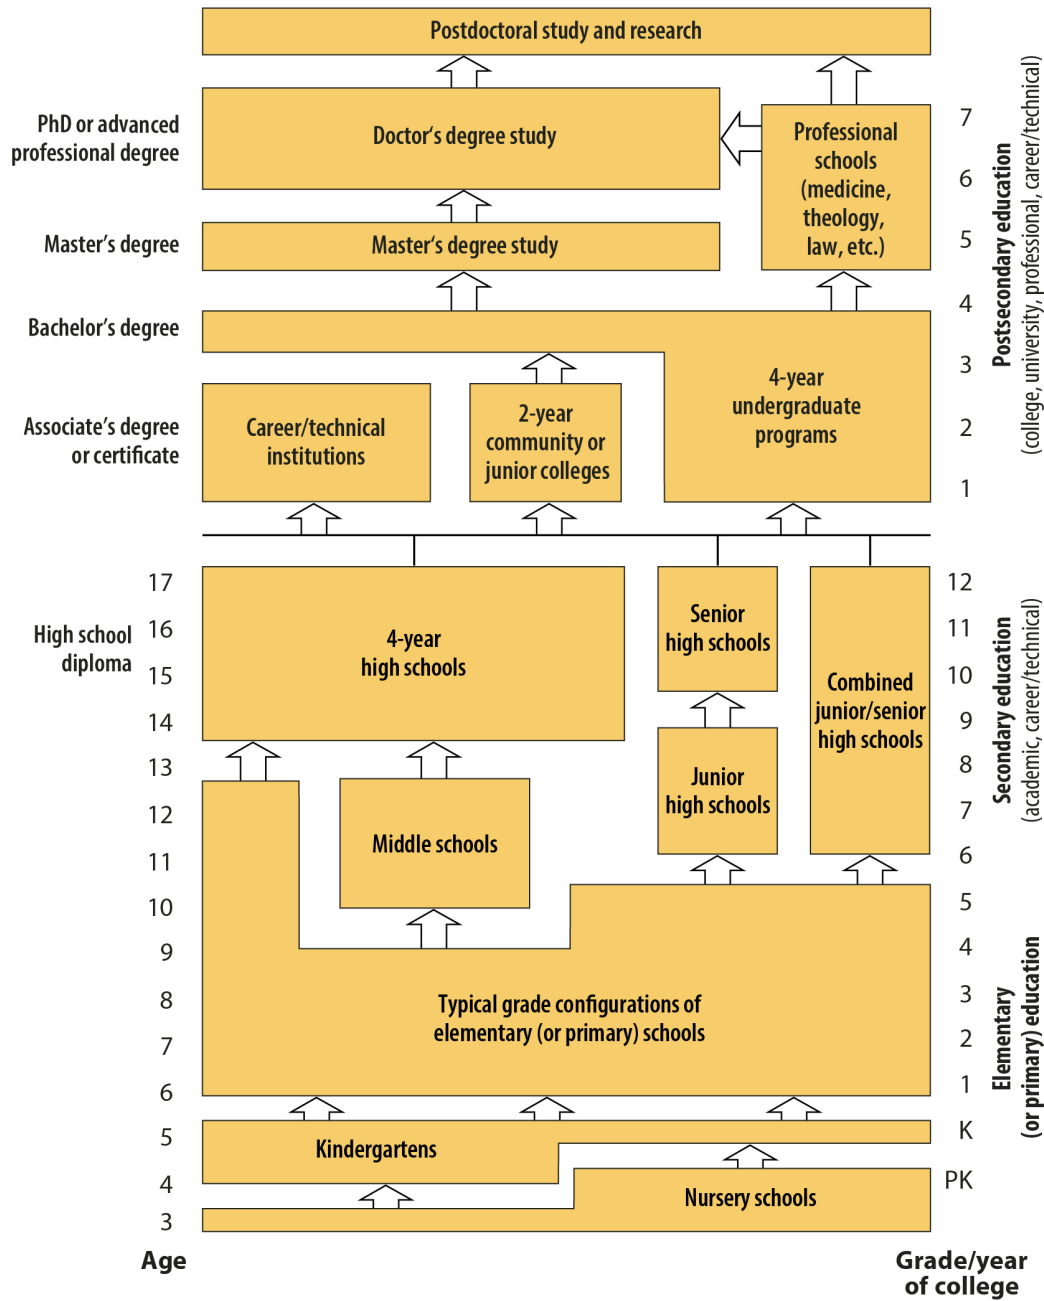 Postdoctoral study and research
PhD or advanced
professional degree
Doctor‘s degree study
Professional
schools
(medicine,
theology,
law, etc.)
7
6
5
Master’s degree
Master‘s degree study
4
Bachelor’s degree
3
4-year
undergraduate
programs
Associate’s degree
or certificate
Career/technical
institutions
2-year
community or
junior colleges
2
1
Postsecondary education
(college, university, professional, career/technical)
17
16
15
14
13
12
11
10
9
8
7
6
5
4
3
High school
diploma
4-year
high schools
Senior
high schools
Combined
junior/senior
high schools
Junior
high schools
Middle schools
12
11
10
9
8
7
6
5
4
3
2
1
K
PK
Secondary education
(academic, career/technical)
Typical grade configurations of
elementary (or primary) schools
Elementary
(or primary) education
Kindergartens
Nursery schools
Age
Grade/year
of college